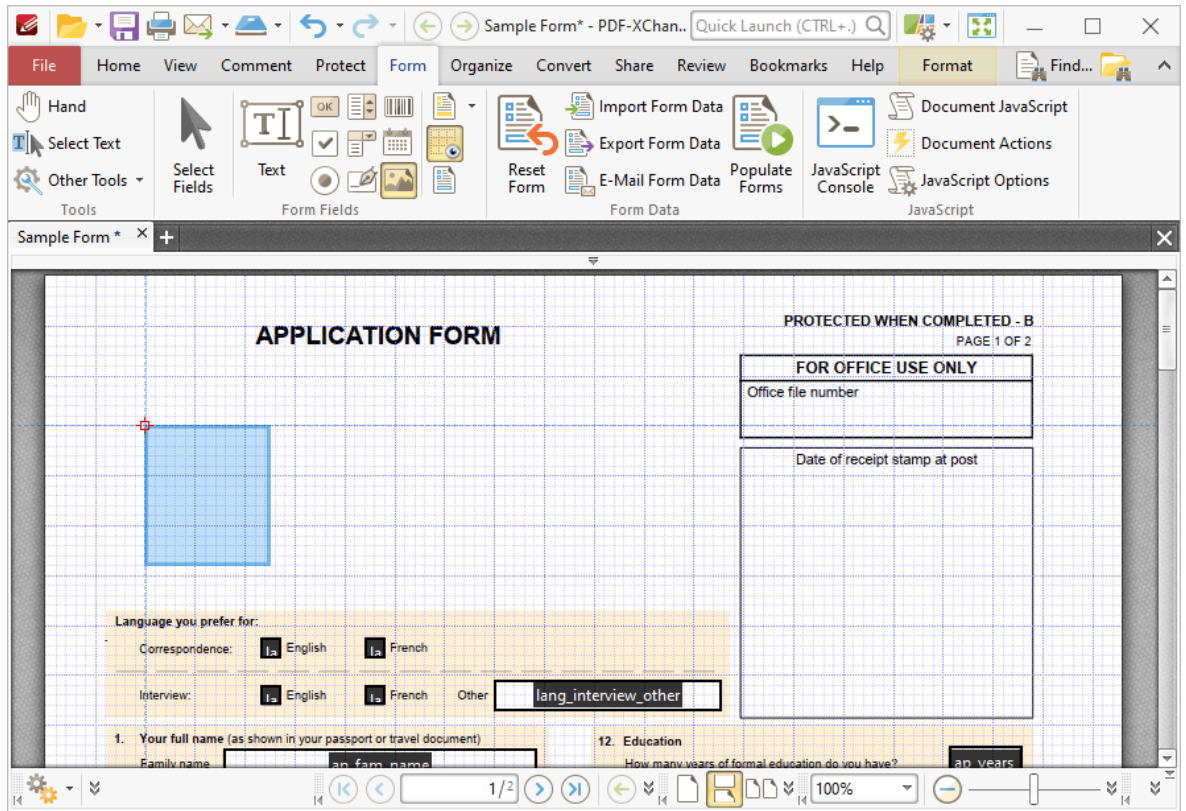 Sample Form* - PDF-XChan..
Quick Launch (CTRL+.)
File Home View Comment Protect Form Organize Convert Share Review Bookmarks Help Format Find...
Hand
Select Text
Other Tools
Tools
Select Fields
Text
OK
Form Fields
Reset Form
Import Form Data
Export Form Data
E-Mail Form Data
Populate Forms
Form Data
JavaScript Console
Document JavaScript
Document Actions
JavaScript Options
JavaScript
Sample Form *
APPLICATION FORM
PROTECTED WHEN COMPLETED - B
PAGE 1 OF 2
FOR OFFICE USE ONLY
Office file number
Date of receipt stamp at post
Language you prefer for:
Correspondence: la English la French
Interview: la English la French Other lang_interview_other
1. Your full name (as shown in your passport or travel document)
Family name ap_fam_name
12. Education
How many years of formal education do you have? ap_years
1/2
100%